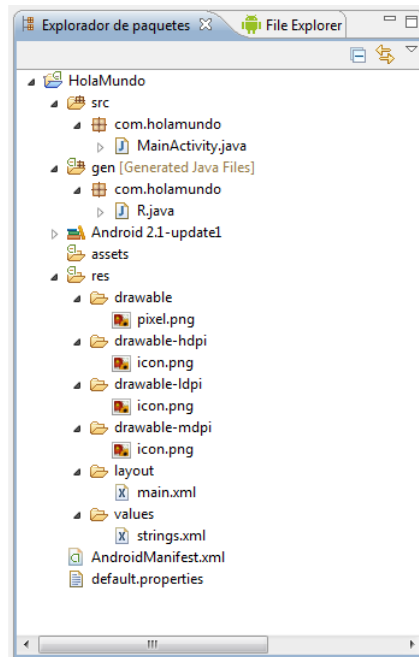 Explorador de paquetes File Explorer
HolaMundo
src
com.holamundo
MainActivity.java
gen [Generated Java Files]
com.holamundo
R.java
Android 2.1-update1
assets
res
drawable
pixel.png
drawable-hdpi
icon.png
drawable-ldpi
icon.png
drawable-mdpi
icon.png
layout
main.xml
values
strings.xml
AndroidManifest.xml
default.properties